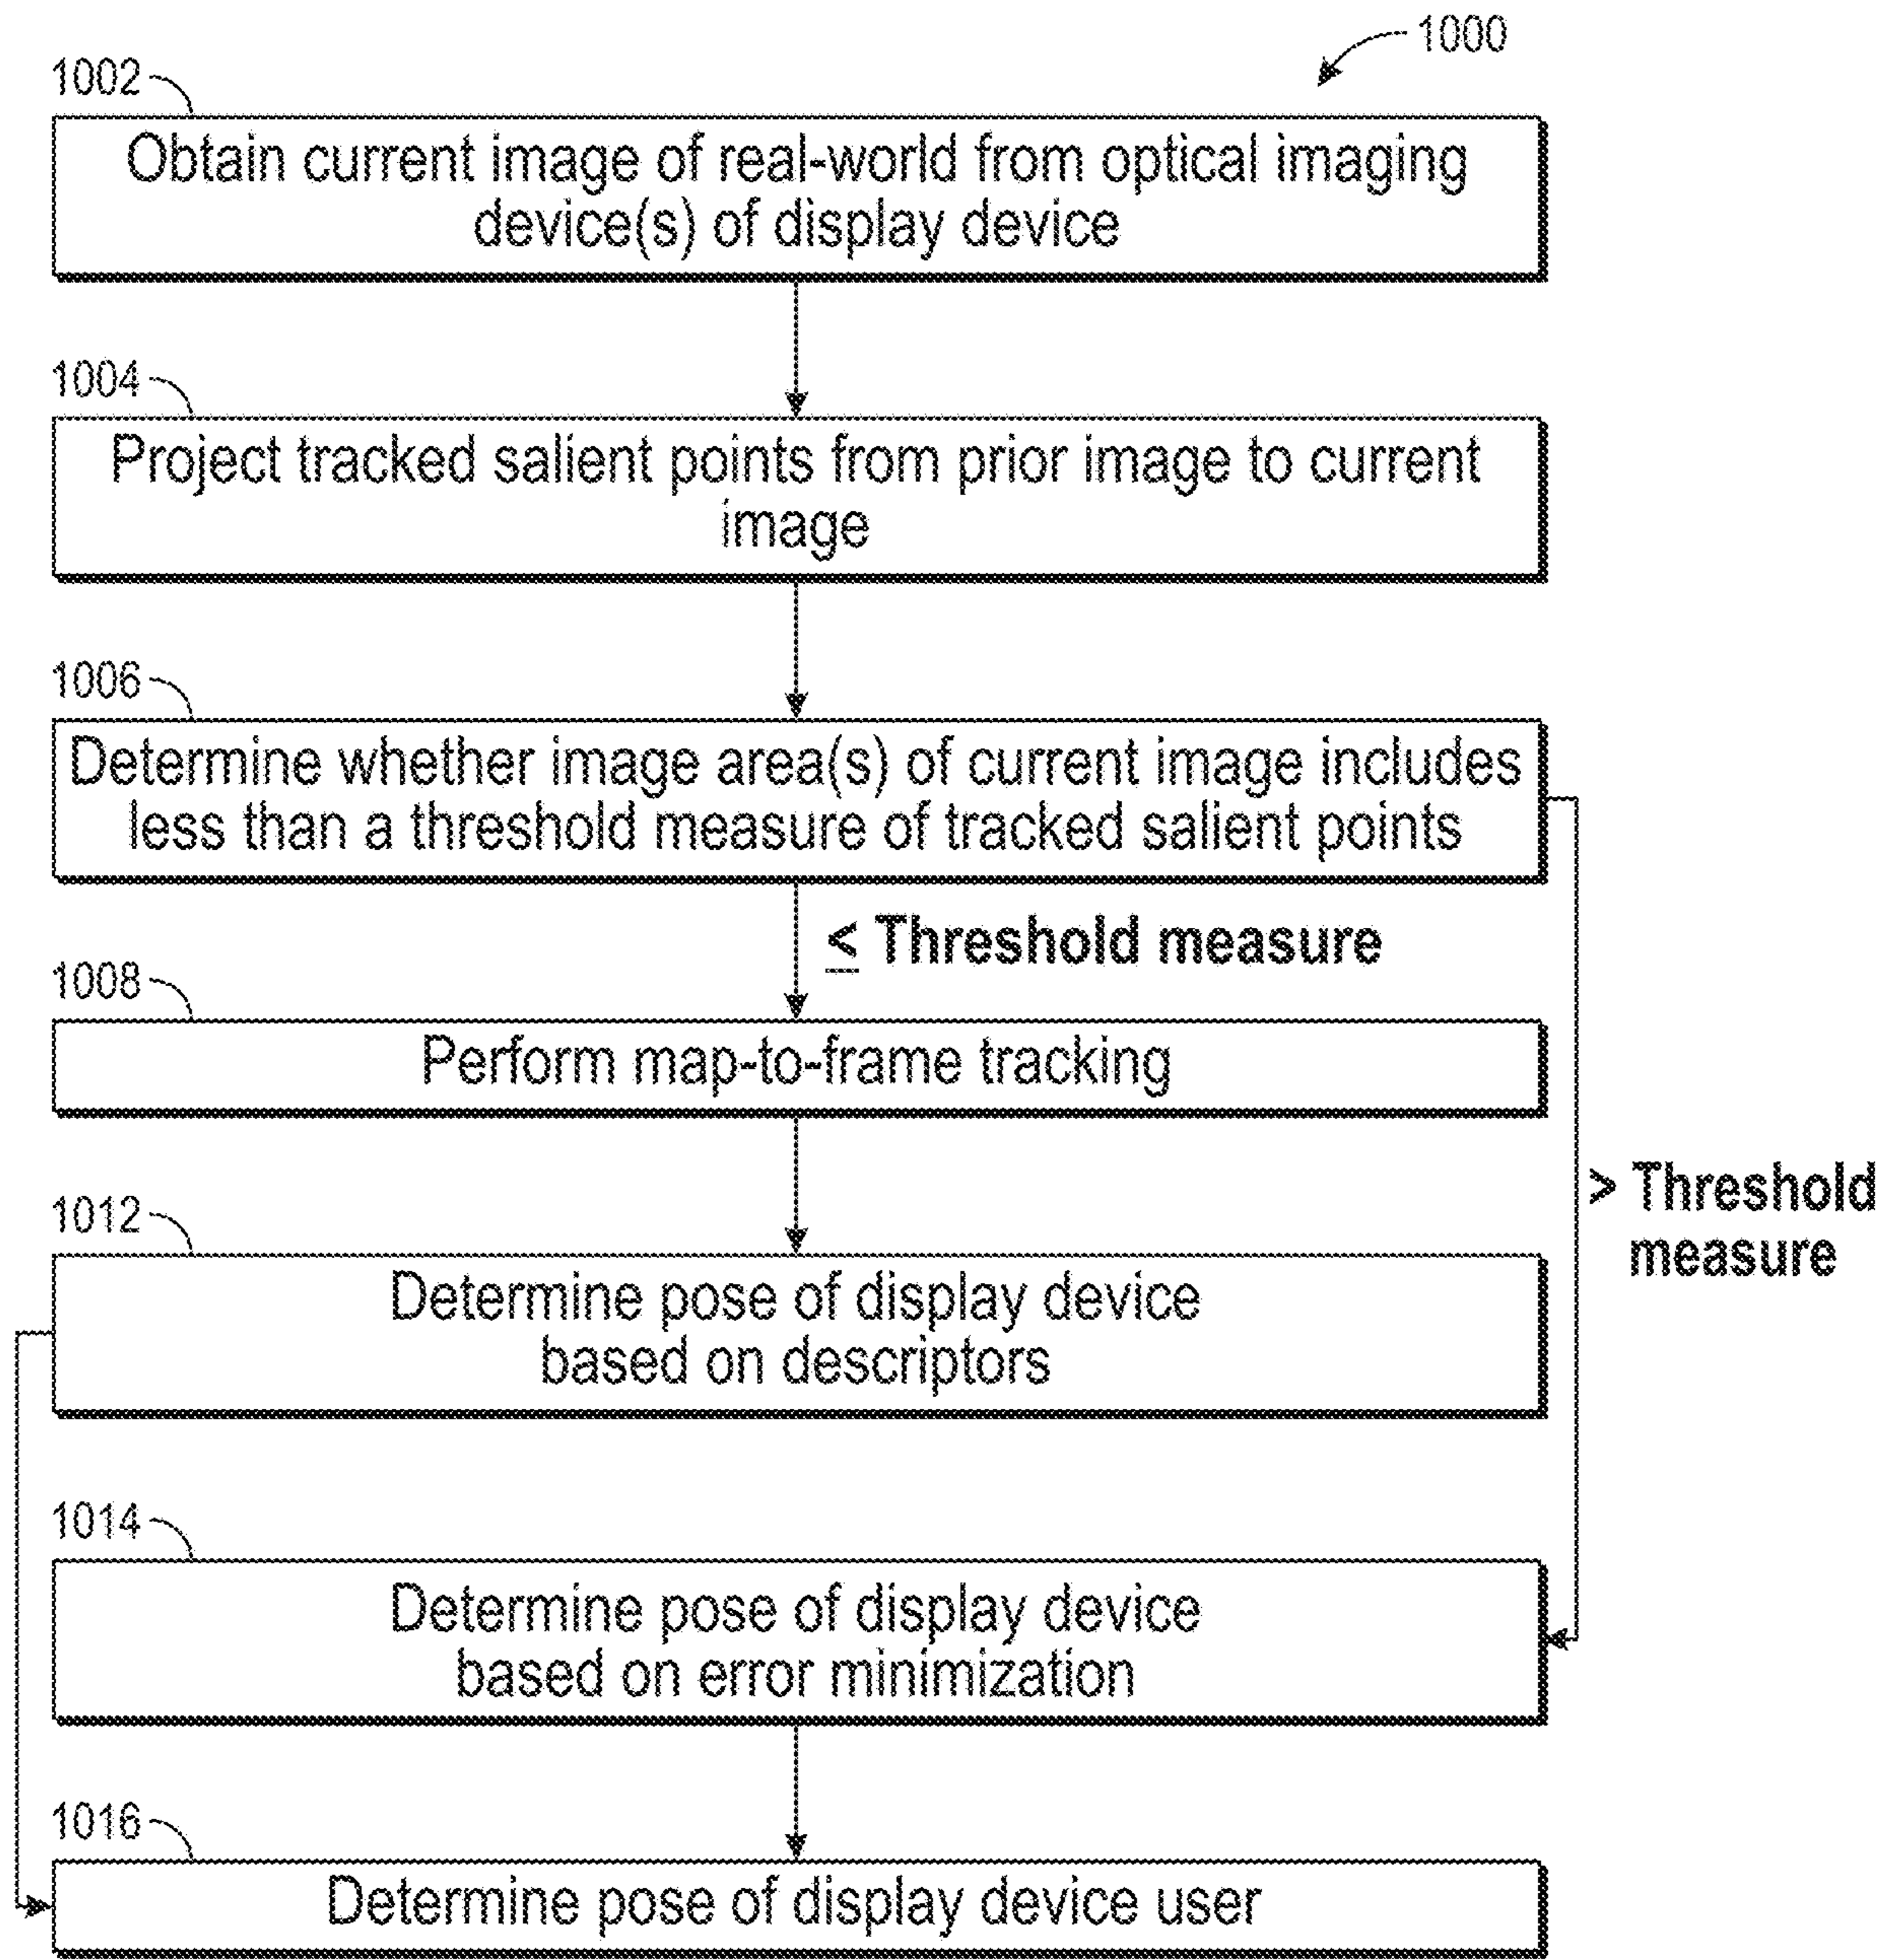 1000
1002
Obtain current image of real-world from optical imaging
device(s) of display device
1004
Project tracked salient points from prior image to current
image
1006
Determine whether image area(s) of current image includes
less than a threshold measure of tracked salient points
≤ Threshold measure
1008
Perform map-to-frame tracking
> Threshold
measure
1012
Determine pose of display device
based on descriptors
1014
Determine pose of display device
based on error minimization
1016
Determine pose of display device user